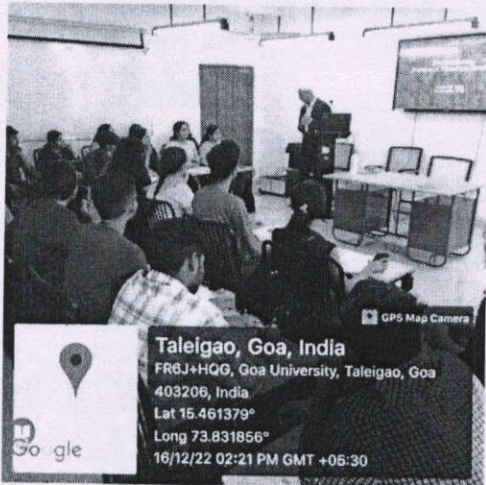 GPS Map Camera
Taleigao, Goa, India
FR6J+HQG, Goa University, Taleigao, Goa
403206, India
Lat 15.461379°
Long 73.831856°
16/12/22 02:21 PM GMT +05:30
Google